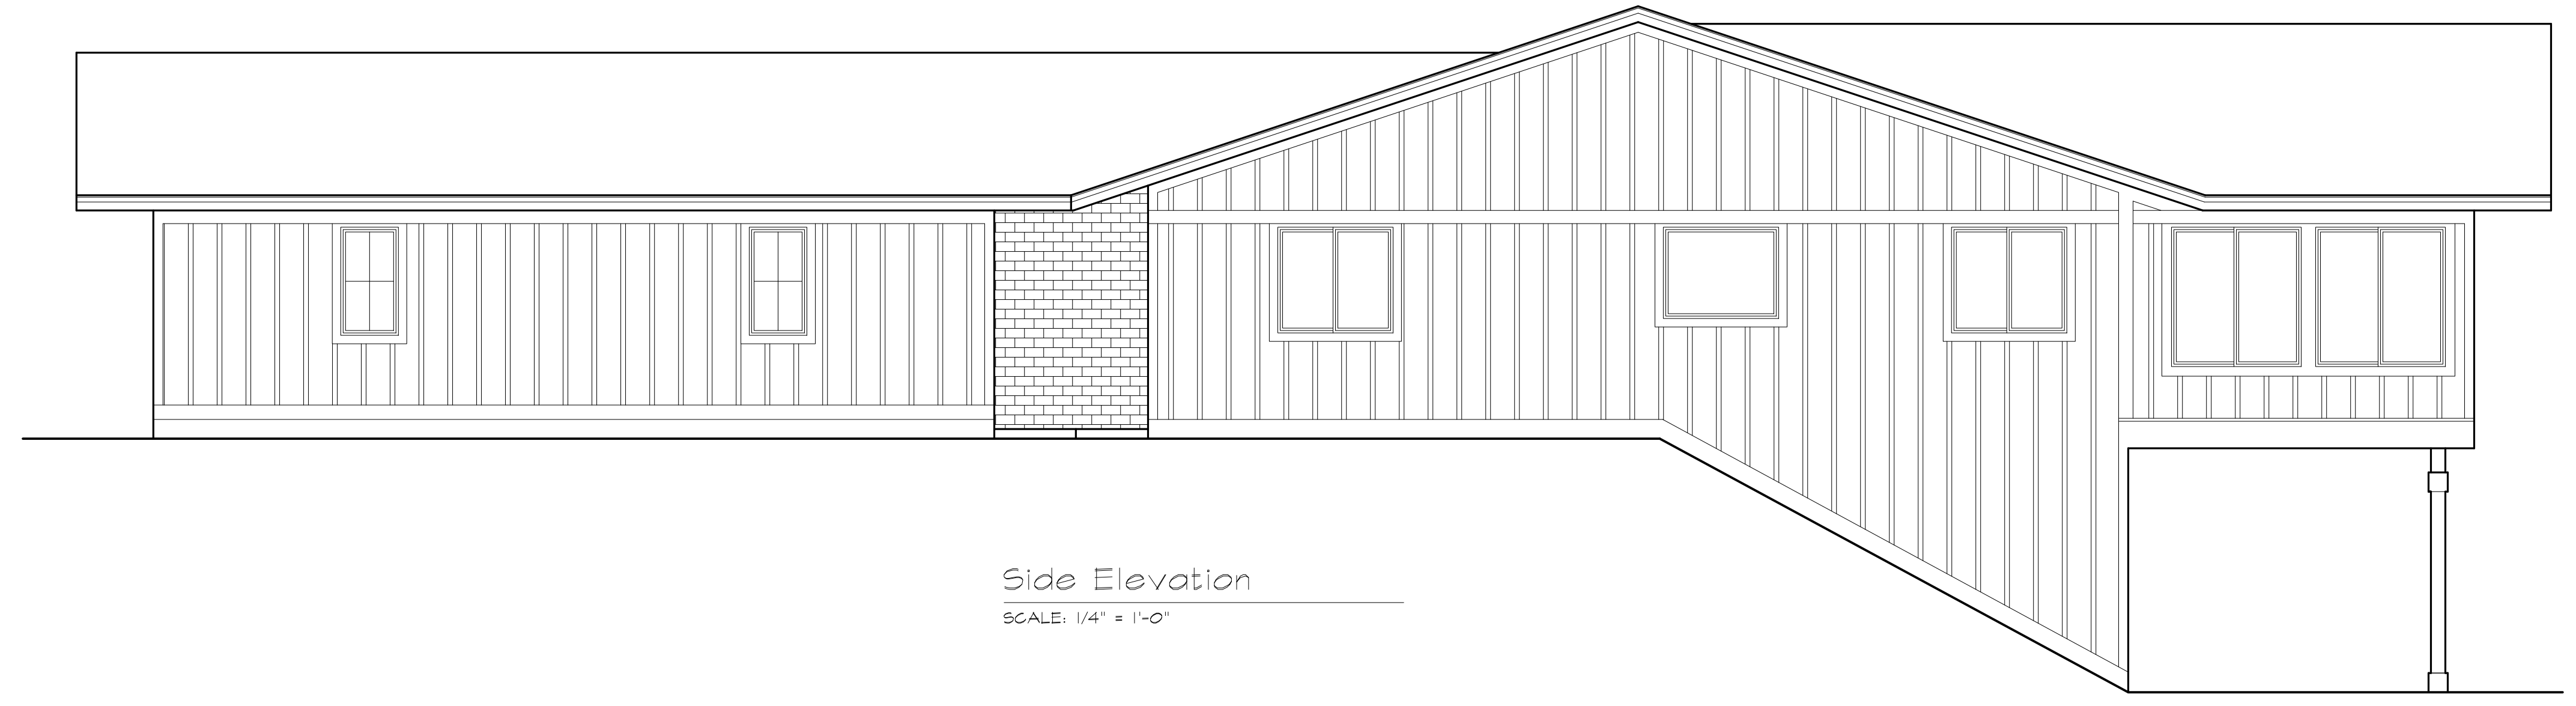 Side Elevation
SCALE: 1/4" = 1'-0"